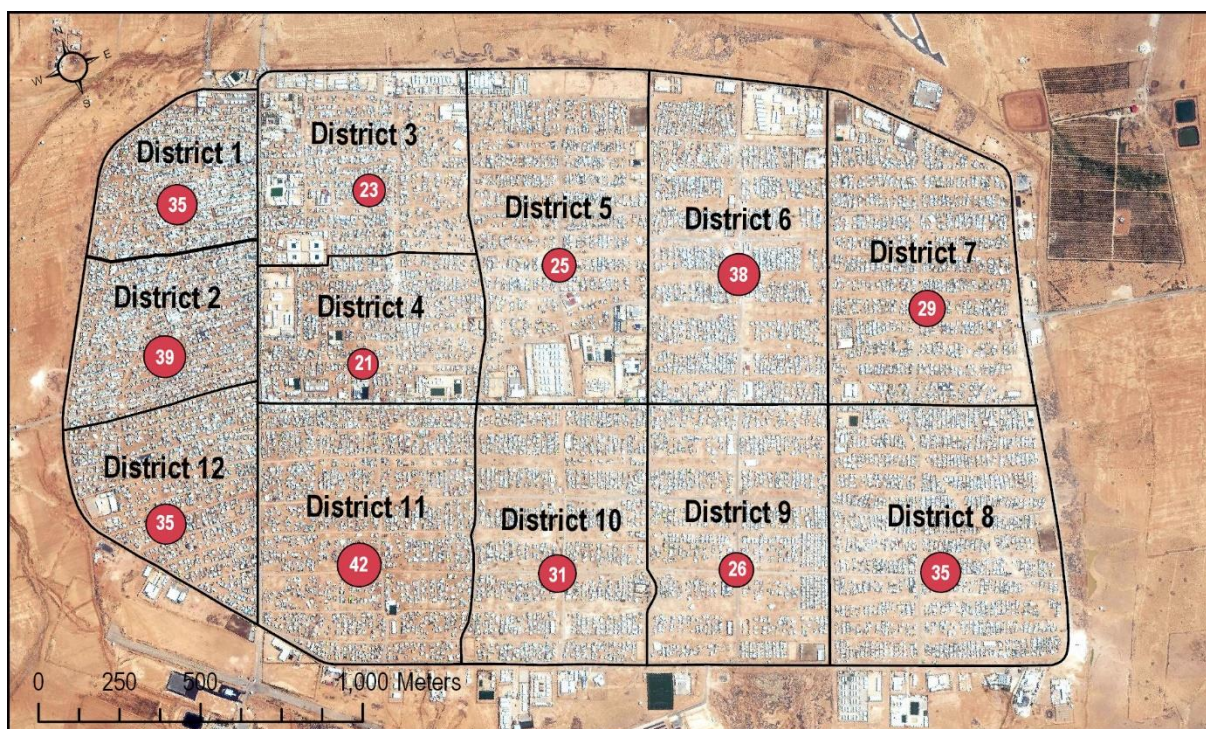 N
E
W
S
District 1
35
District 2
39
District 12
35
District 3
23
District 4
21
District 11
42
District 5
25
District 10
31
District 6
38
District 9
26
District 7
29
District 8
35
0 250 500 1,000 Meters